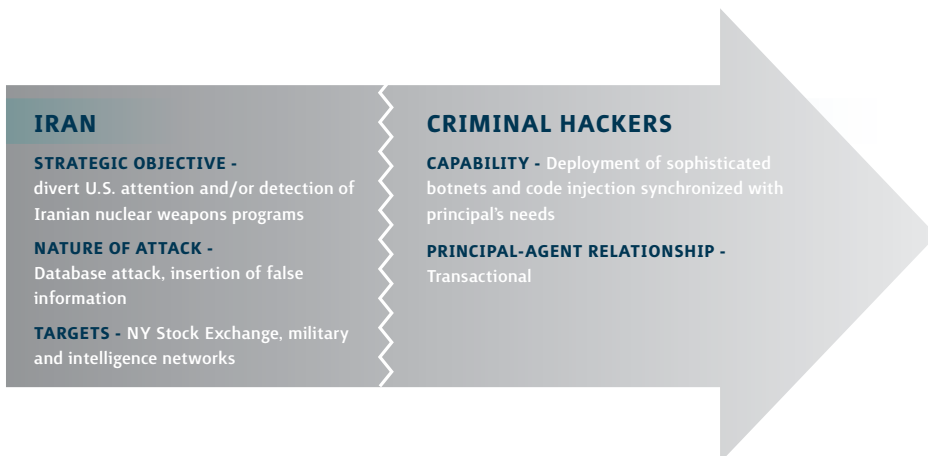 IRAN
STRATEGIC OBJECTIVE -
divert U.S. attention and/or detection of
Iranian nuclear weapons programs
NATURE OF ATTACK -
Database attack, insertion of false
information
TARGETS - NY Stock Exchange, military
and intelligence networks
CRIMINAL HACKERS
CAPABILITY - Deployment of sophisticated
botnets and code injection synchronized with
principal's needs
PRINCIPAL-AGENT RELATIONSHIP -
Transactional